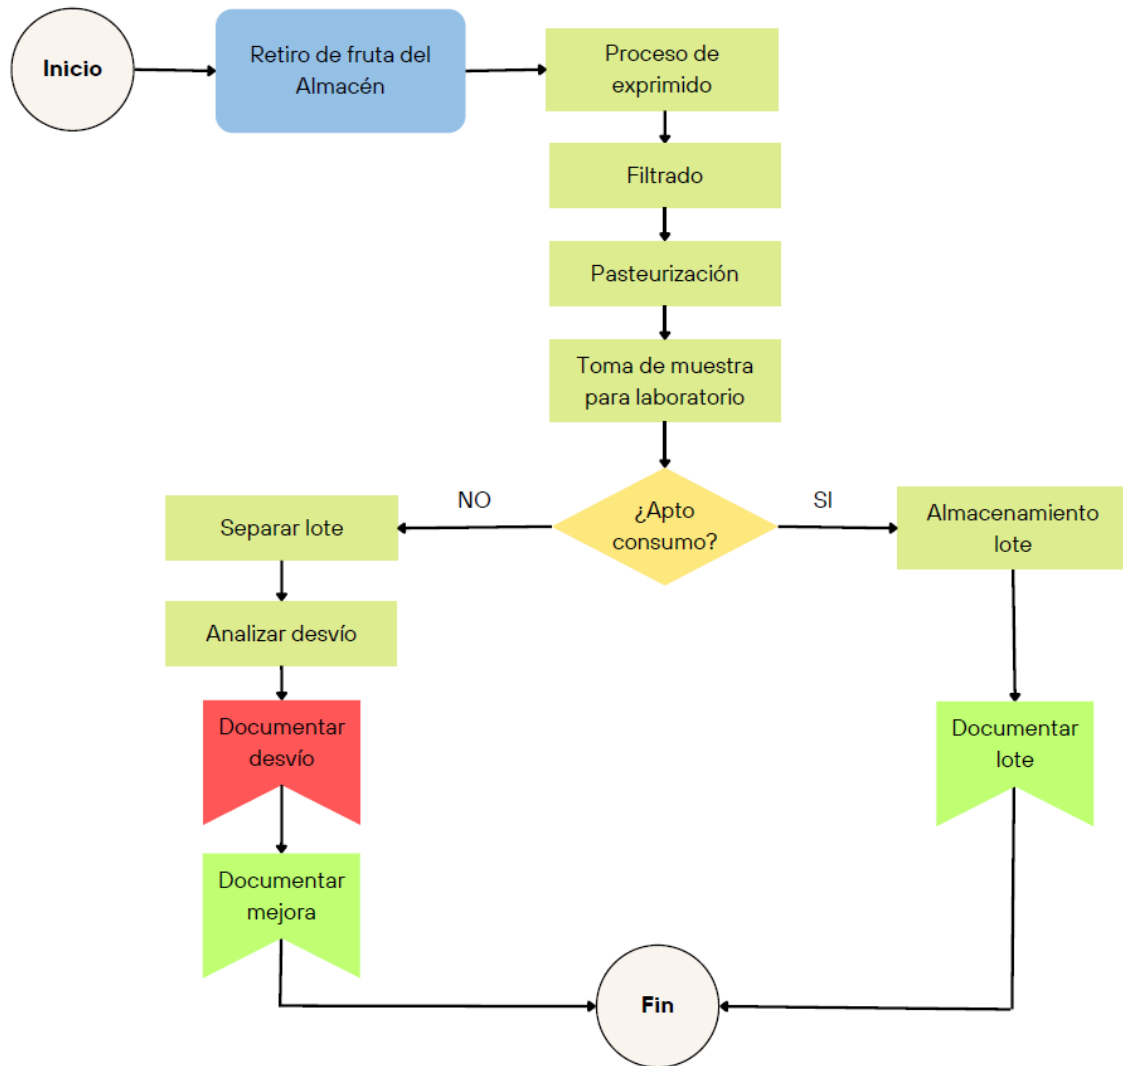 Inicio
Retiro de fruta del
Almacén
Proceso de
exprimido
Filtrado
Pasteurización
Toma de muestra
para laboratorio
¿Apto
consumo?
NO
SI
Separar lote
Analizar desvío
Documentar
desvío
Documentar
mejora
Almacenamiento
lote
Documentar
lote
Fin